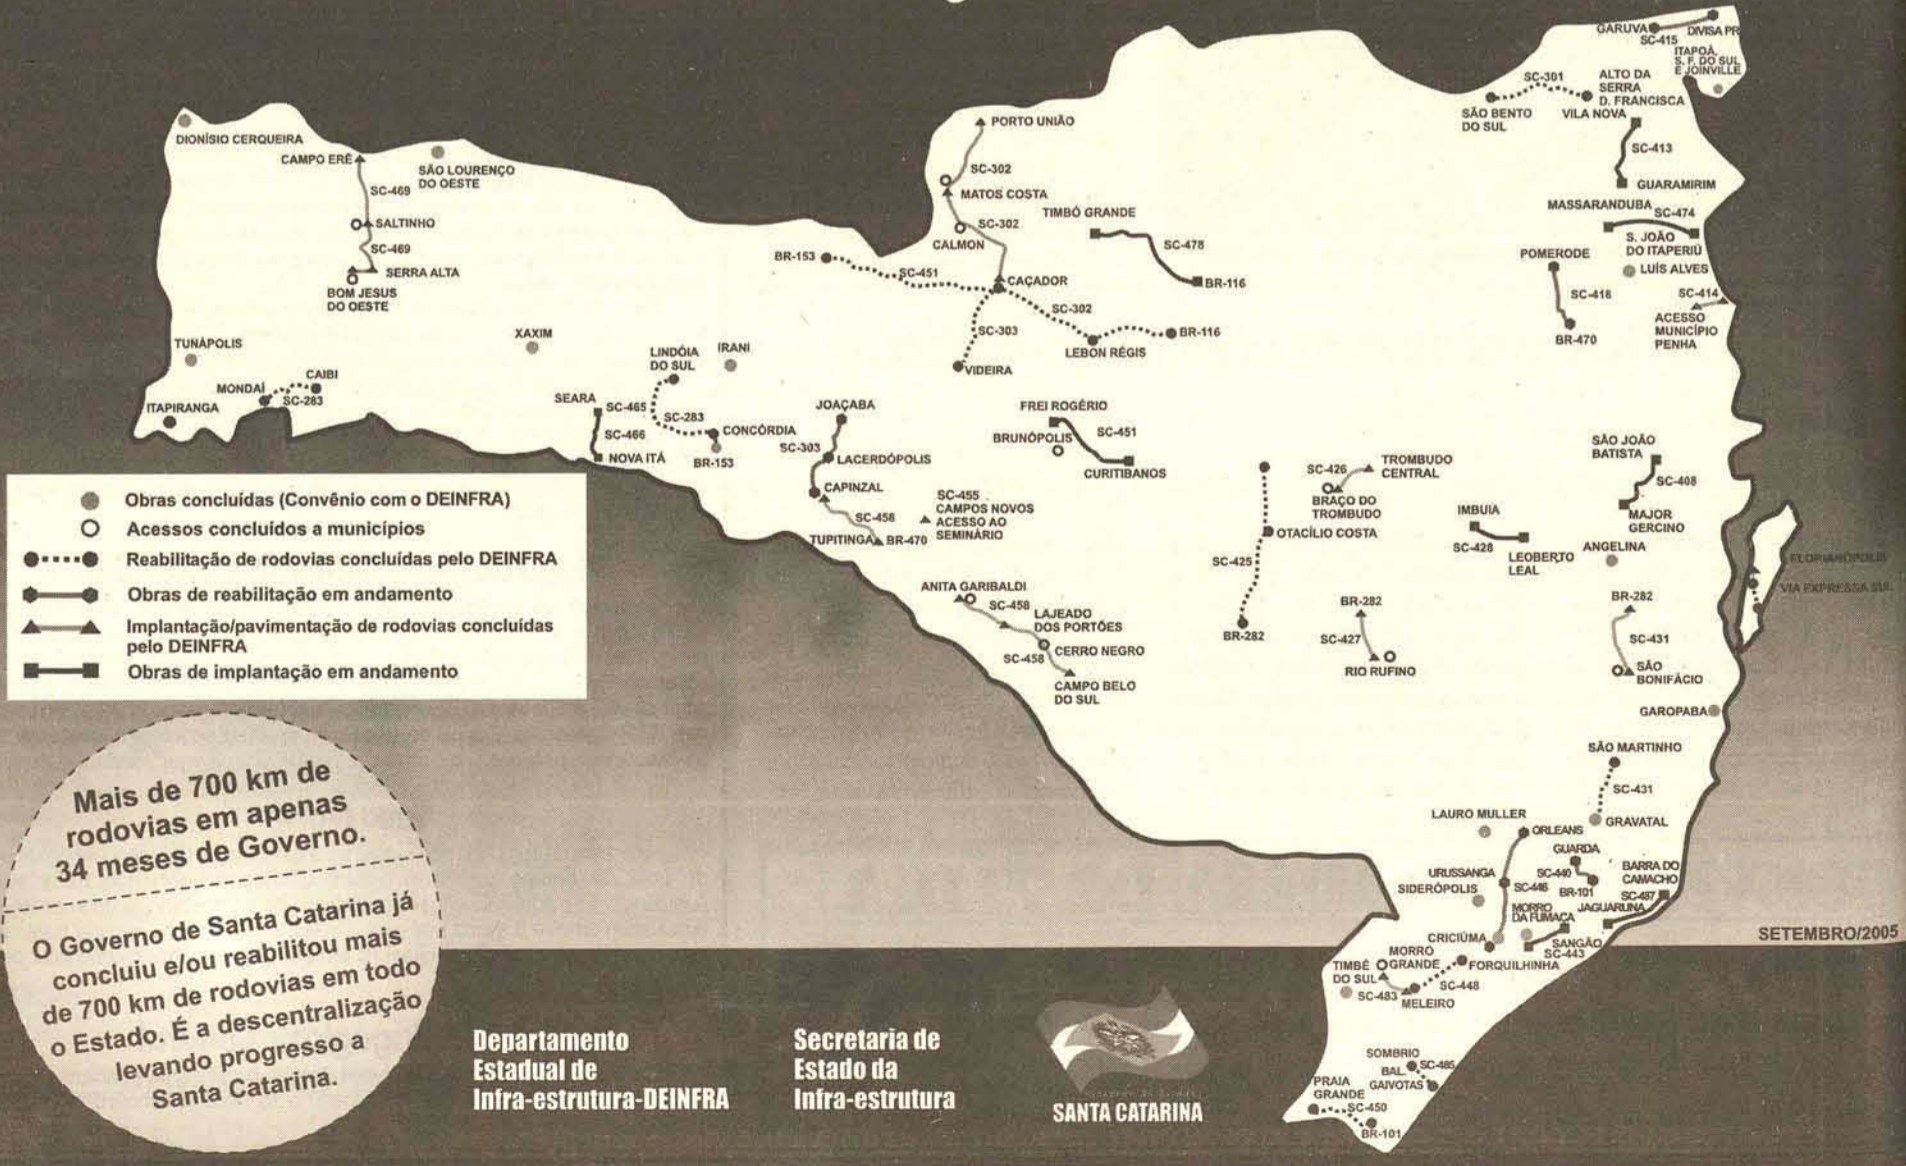 GARUVA
SC-415
DIVISA PR
ITAPOÁ,
S. F. DO SUL
E JOINVILLE
SC-301
ALTO DA
SERRA
D. FRANCISCA
SÃO BENTO
DO SUL
VILA NOVA
SC-413
GUARAMIRIM
MASSARANDUBA
SC-474
S. JOÃO
DO ITAPERIÚ
POMERODE
LUÍS ALVES
SC-418
SC-414
BR-470
ACESSO
MUNICÍPIO
PENHA
DIONÍSIO CERQUEIRA
CAMPO ERÊ
SÃO LOURENÇO
DO OESTE
SC-469
SALTINHO
SC-469
SERRA ALTA
BOM JESUS
DO OESTE
PORTO UNIÃO
SC-302
MATOS COSTA
SC-302
CALMON
TIMBÓ GRANDE
SC-478
BR-116
BR-153
SC-451
CAÇADOR
SC-302
SC-303
BR-116
LEBON RÉGIS
VIDEIRA
TUNÁPOLIS
XAXIM
LINDÓIA
DO SUL
IRANI
MONDAÍ
CAIBI
SC-283
ITAPIRANGA
SEARA
SC-465
SC-466
NOVA ITÁ
SC-283
CONCÓRDIA
BR-153
JOAÇABA
SC-303
LACERDÓPOLIS
CAPINZAL
SC-458
TUPITINGA
BR-470
SC-455
CAMPOS NOVOS
ACESSO AO
SEMINÁRIO
FREI ROGÉRIO
BRUNÓPOLIS
SC-451
CURITIBANOS
SC-426
TROMBUDO
CENTRAL
BRAÇO DO
TROMBUDO
OTACÍLIO COSTA
SC-425
BR-282
IMBUIA
SC-428
LEOBERTO
LEAL
SÃO JOÃO
BATISTA
SC-408
MAJOR
GERCINO
ANGELINA
FLORIANÓPOLIS
VIA EXPRESSA SUL
ANITA GARIBALDI
SC-458
LAJEADO
DOS PORTÕES
CERRO NEGRO
SC-458
CAMPO BELO
DO SUL
BR-282
SC-427
RIO RUFINO
BR-282
SC-431
SÃO
BONIFÁCIO
GAROPABA
SÃO MARTINHO
SC-431
GRAVATAL
LAURO MULLER
ORLEANS
GUARDA
SC-440
BR-101
URUSSANGA
SC-446
SIDERÓPOLIS
BARRA DO
CAMACHO
SC-487
JAGUARUNA
MORRO
DA FUMAÇA
SANGÃO
SC-443
CRICIÚMA
FORQUILHINHA
MORRO
GRANDE
TIMBÉ
DO SUL
SC-483
SC-448
MELEIRO
SOMBRIO
SC-485
BAL.
GAIVOTAS
PRAIA
GRANDE
SC-450
BR-101
Obras concluídas (Convênio com o DEINFRA)
Acessos concluídos a municípios
Reabilitação de rodovias concluídas pelo DEINFRA
Obras de reabilitação em andamento
Implantação/pavimentação de rodovias concluídas
pelo DEINFRA
Obras de implantação em andamento
Mais de 700 km de
rodovias em apenas
34 meses de Governo.
O Governo de Santa Catarina já
concluiu e/ou reabilitou mais
de 700 km de rodovias em todo
o Estado. É a descentralização
levando progresso a
Santa Catarina.
SETEMBRO/2005
Departamento
Estadual de
Infra-estrutura-DEINFRA
Secretaria de
Estado da
Infra-estrutura
SANTA CATARINA